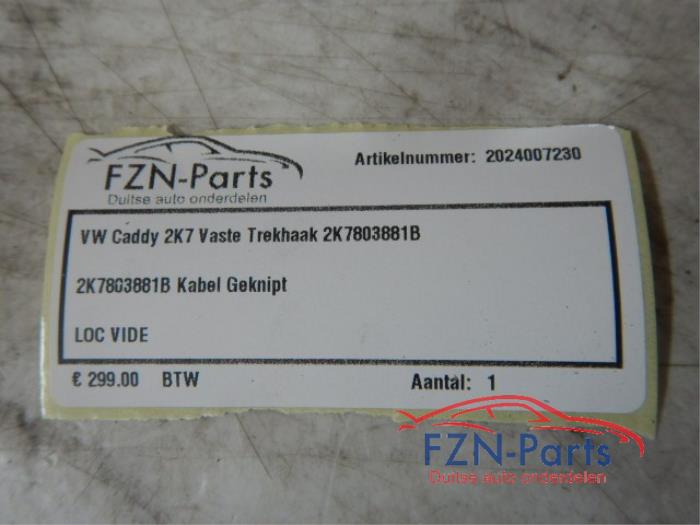 FZN-Parts
Duitse auto onderdelen
Artikelnummer: 2024007230
VW Caddy 2K7 Vaste Trekhaak 2K7803881B
2K7803881B Kabel Geknipt
LOC VIDE
€ 299.00 BTW
Aantal: 1
FZN-Parts
Duitse auto onderdelen